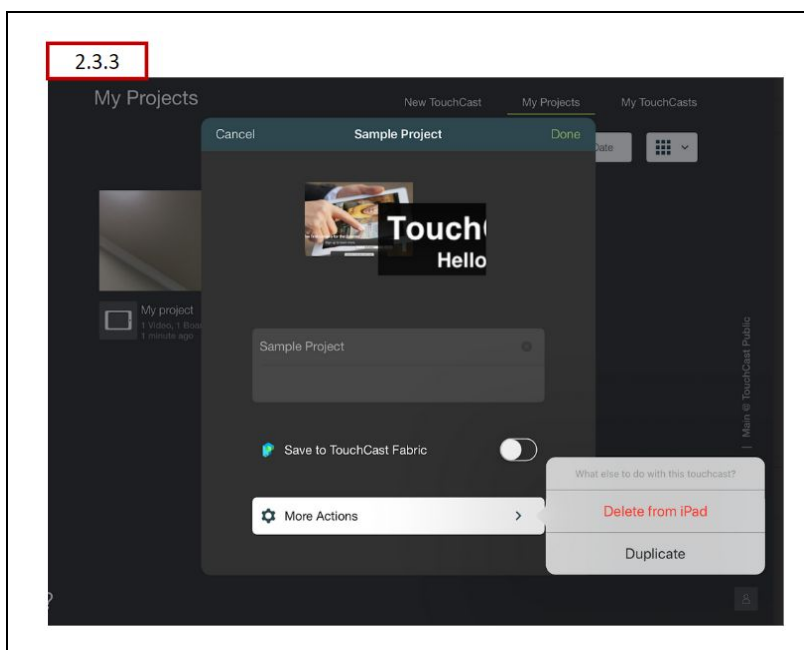 2.3.3
My Projects
New TouchCast My Projects My TouchCasts
Cancel Sample Project Done
Date
Touch
Hello
My project
1 Video, 1 Boa
1 minute ago
Sample Project
Save to TouchCast Fabric
More Actions
What else to do with this touchcast?
Delete from iPad
Duplicate
| Main @ TouchCast Public
?